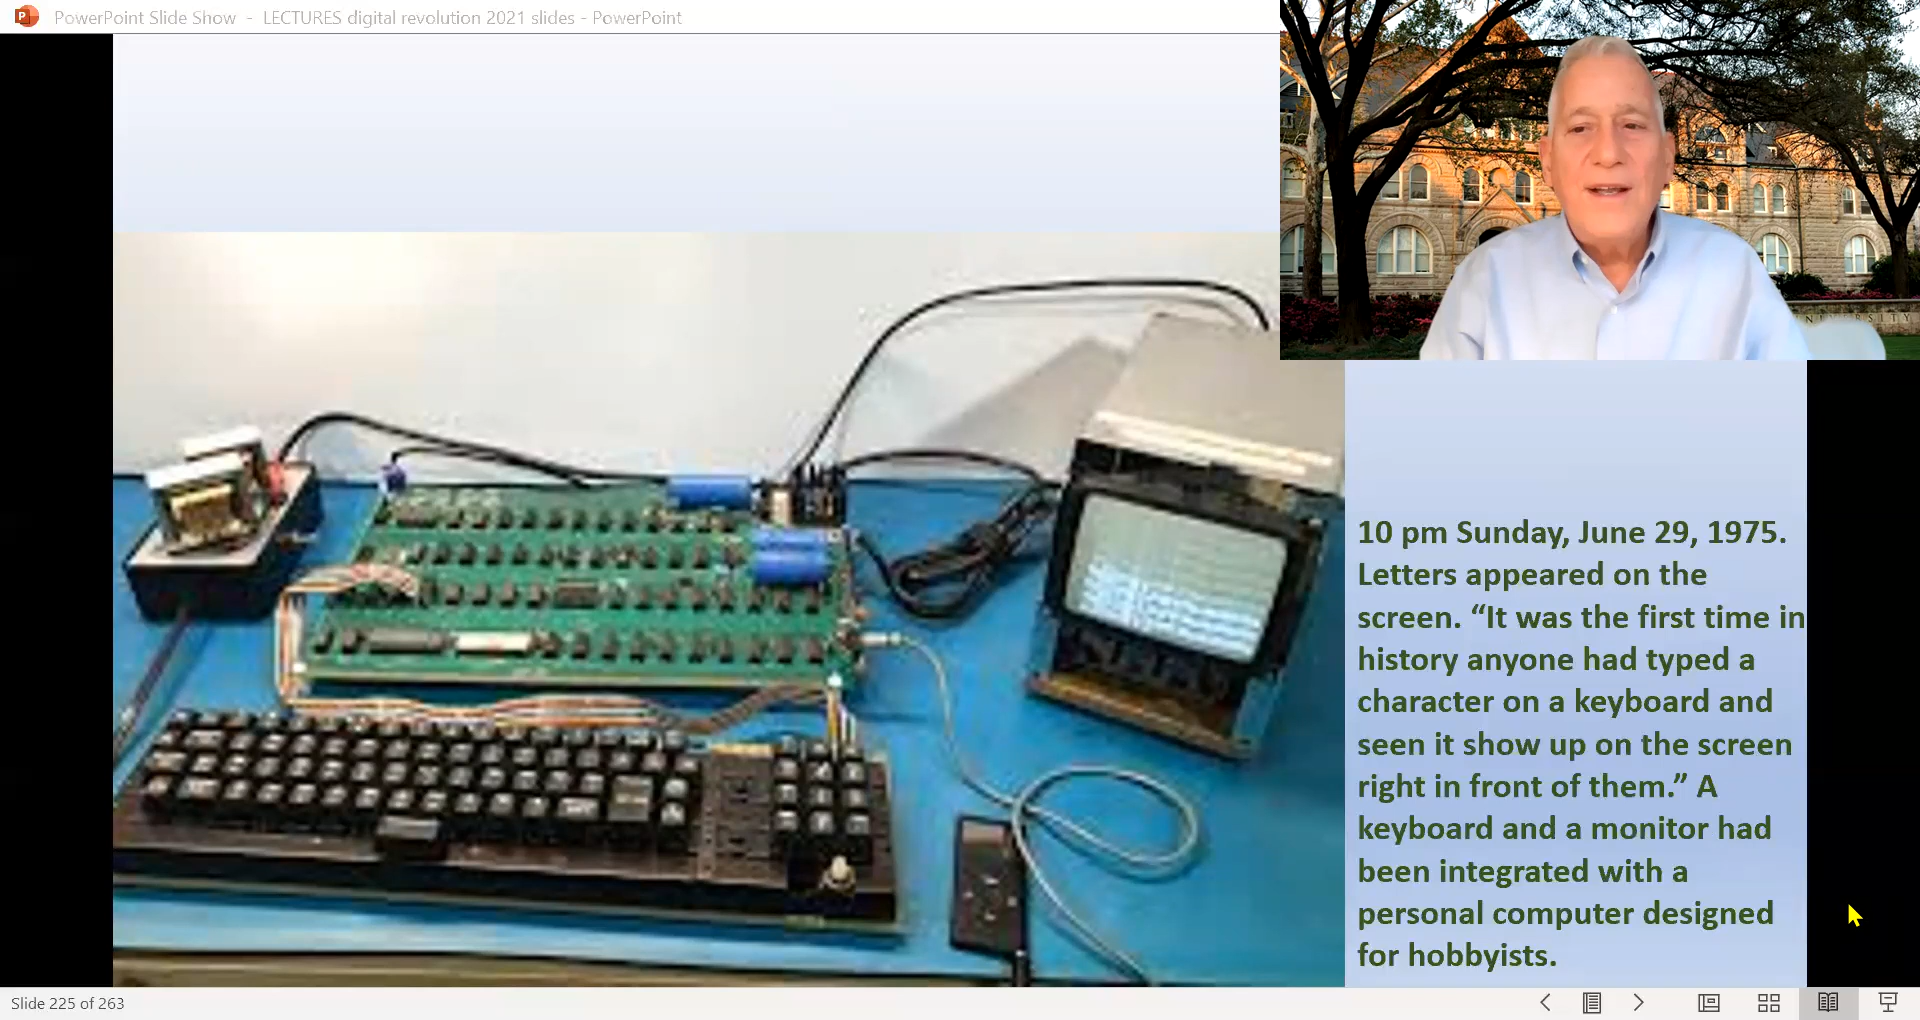 PowerPoint Slide Show - LECTURES digital revolution 2021 slides - PowerPoint
10 pm Sunday, June 29, 1975.
Letters appeared on the
screen. “It was the first time in
history anyone had typed a
character on a keyboard and
seen it show up on the screen
right in front of them.” A
keyboard and a monitor had
been integrated with a
personal computer designed
for hobbyists.
Slide 225 of 263